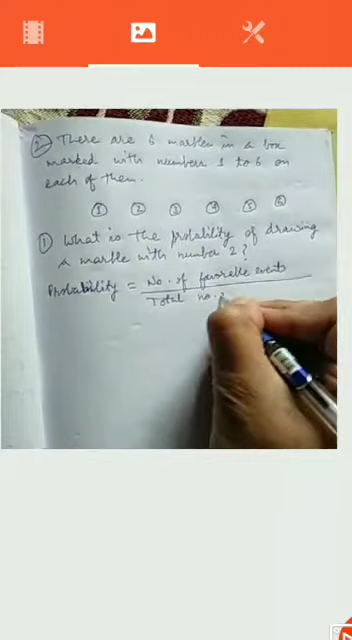 2) There are 6 marbles in a box
marked with numbers 1 to 6 on
each of them.
1 2 3 4 5 6
1) What is the probability of drawing
a marble with number 2?
Probability = No. of favorable events
Total no.